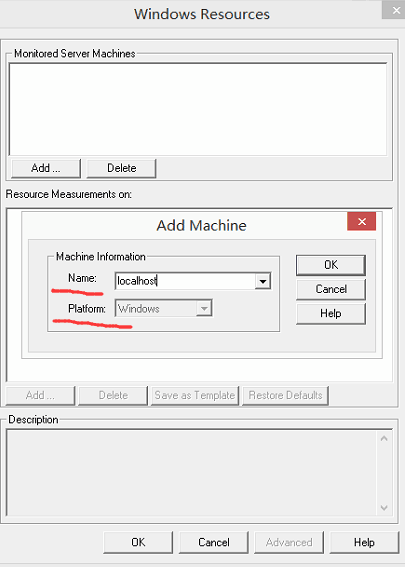 Windows Resources
Monitored Server Machines
Add ...
Delete
Resource Measurements on:
Add Machine
Machine Information
Name:
localhost
Platform:
Windows
OK
Cancel
Help
Add ...
Delete
Save as Template
Restore Defaults
Description
OK
Cancel
Advanced
Help